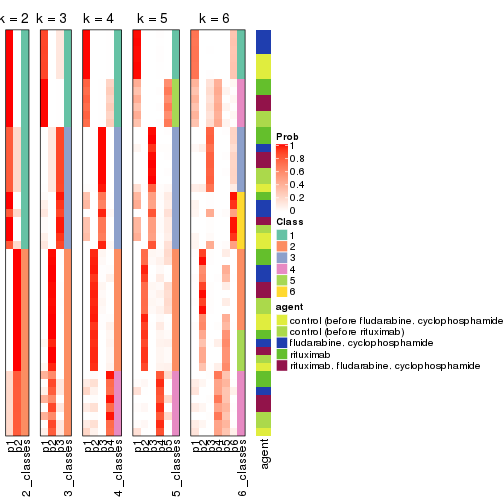 k = 2 k = 3 k = 4 k = 5 k = 6
Prob
1
0.8
0.6
0.4
0.2
0
Class
1
2
3
4
5
6
agent
control (before fludarabine. cyclophosphamide
control (before rituximab)
fludarabine. cyclophosphamide
rituximab
rituximab. fludarabine. cyclophosphamide
p1 p2 2_classes
p1 p2 p3 3_classes
p1 p2 p3 p4 4_classes
p1 p2 p3 p4 p5 5_classes
p1 p2 p3 p4 p5 p6 6_classes
agent